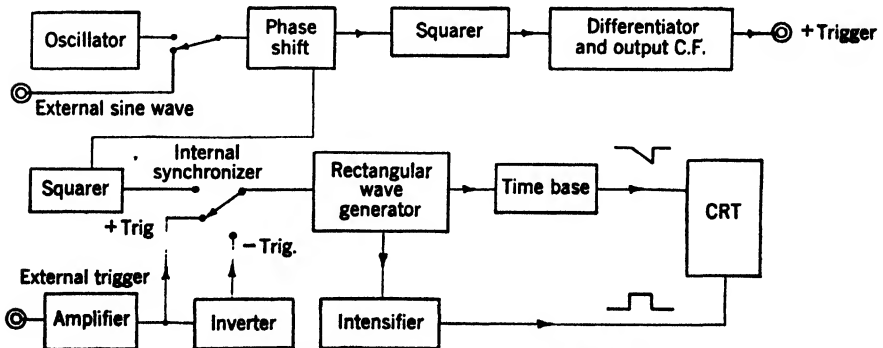 Oscillator
Phase
shift
Squarer
Differentiator
and output C.F.
+ Trigger
External sine wave
Internal
synchronizer
Squarer
+ Trig
- Trig.
Rectangular
wave
generator
Time base
CRT
External trigger
Amplifier
Inverter
Intensifier